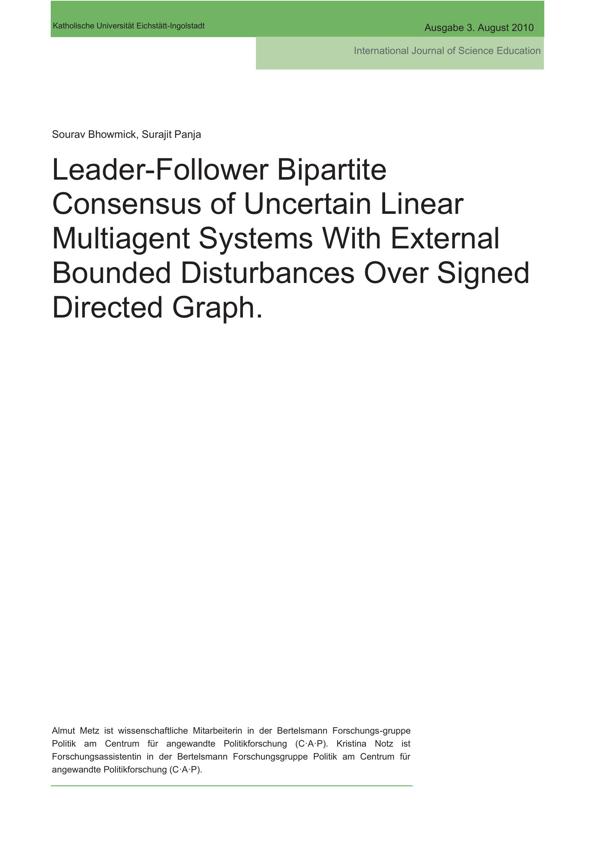 Katholische Universität Eichstätt-Ingolstadt
Ausgabe 3. August 2010
International Journal of Science Education
Sourav Bhowmick, Surajit Panja
Leader-Follower Bipartite
Consensus of Uncertain Linear
Multiagent Systems With External
Bounded Disturbances Over Signed
Directed Graph.
Almut Metz ist wissenschaftliche Mitarbeiterin in der Bertelsmann Forschungs-gruppe
Politik am Centrum für angewandte Politikforschung (C·A·P). Kristina Notz ist
Forschungsassistentin in der Bertelsmann Forschungsgruppe Politik am Centrum für
angewandte Politikforschung (C·A·P).